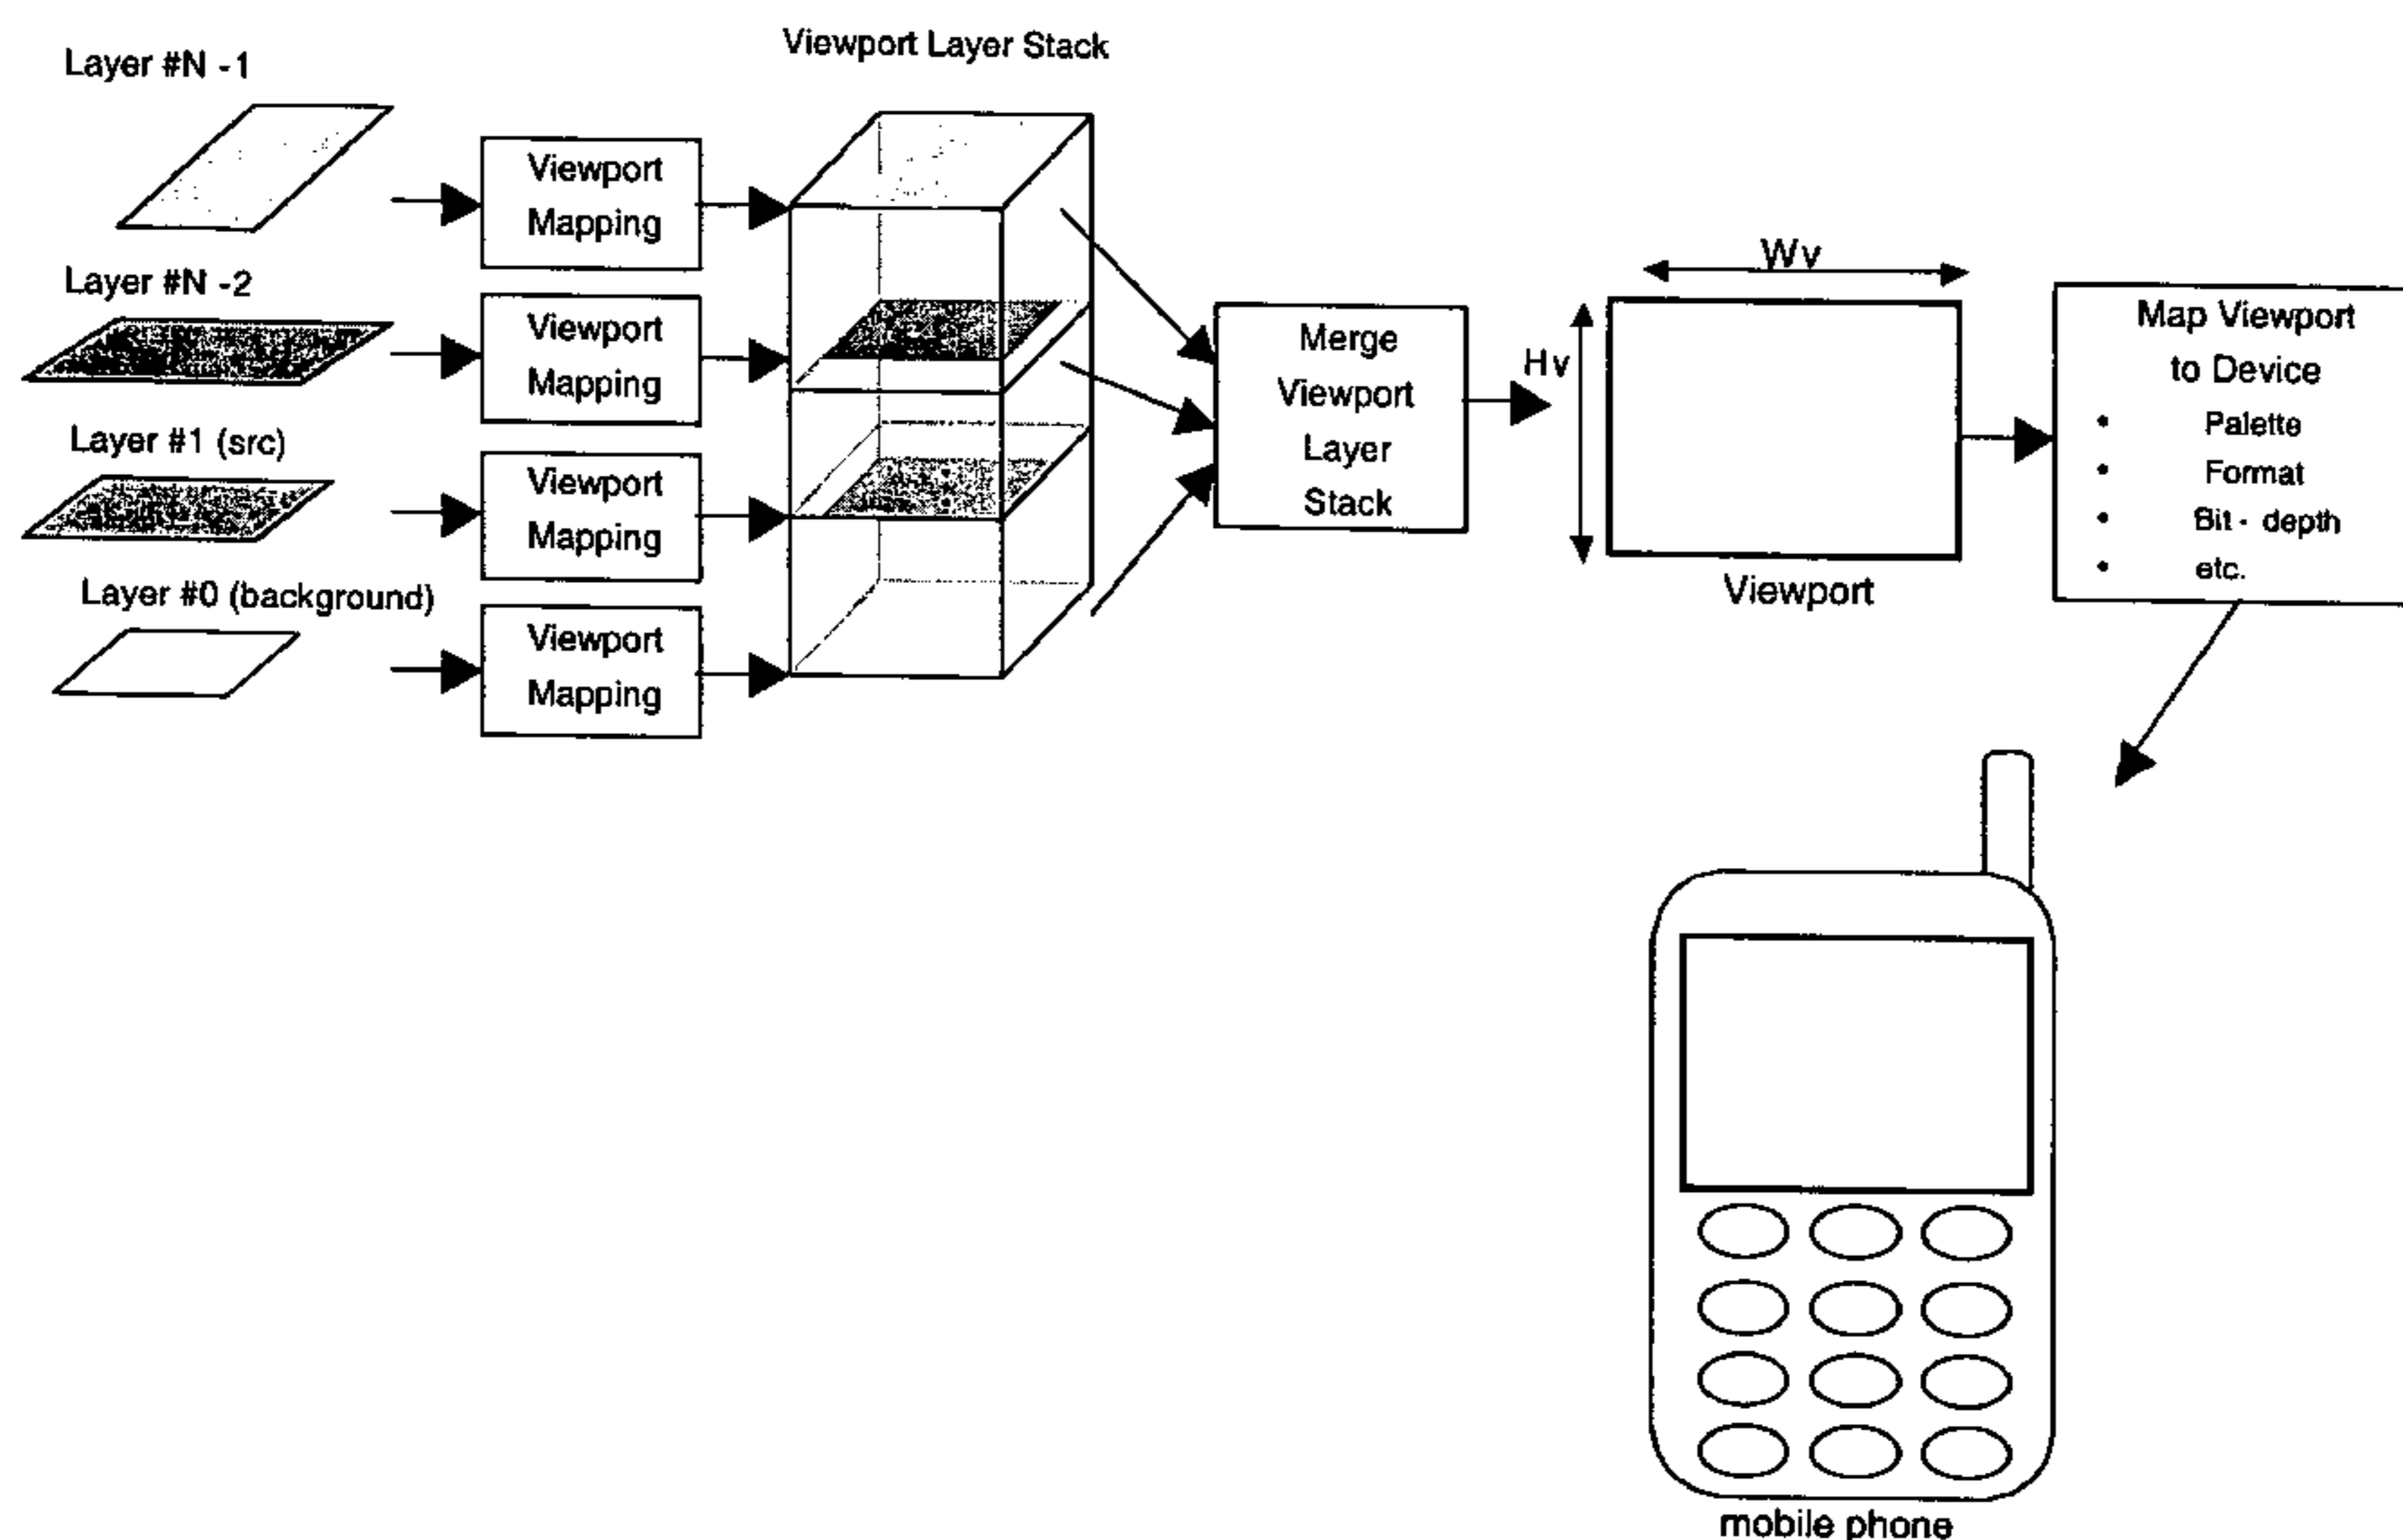 Viewport Layer Stack
Layer #N -1
Viewport
Mapping
Layer #N -2
Viewport
Mapping
Layer #1 (src)
Viewport
Mapping
Layer #0 (background)
Viewport
Mapping
Merge
Viewport
Layer
Stack
Wv
Hv
Viewport
Map Viewport
to Device
• Palette
• Format
• Bit - depth
• etc.
mobile phone